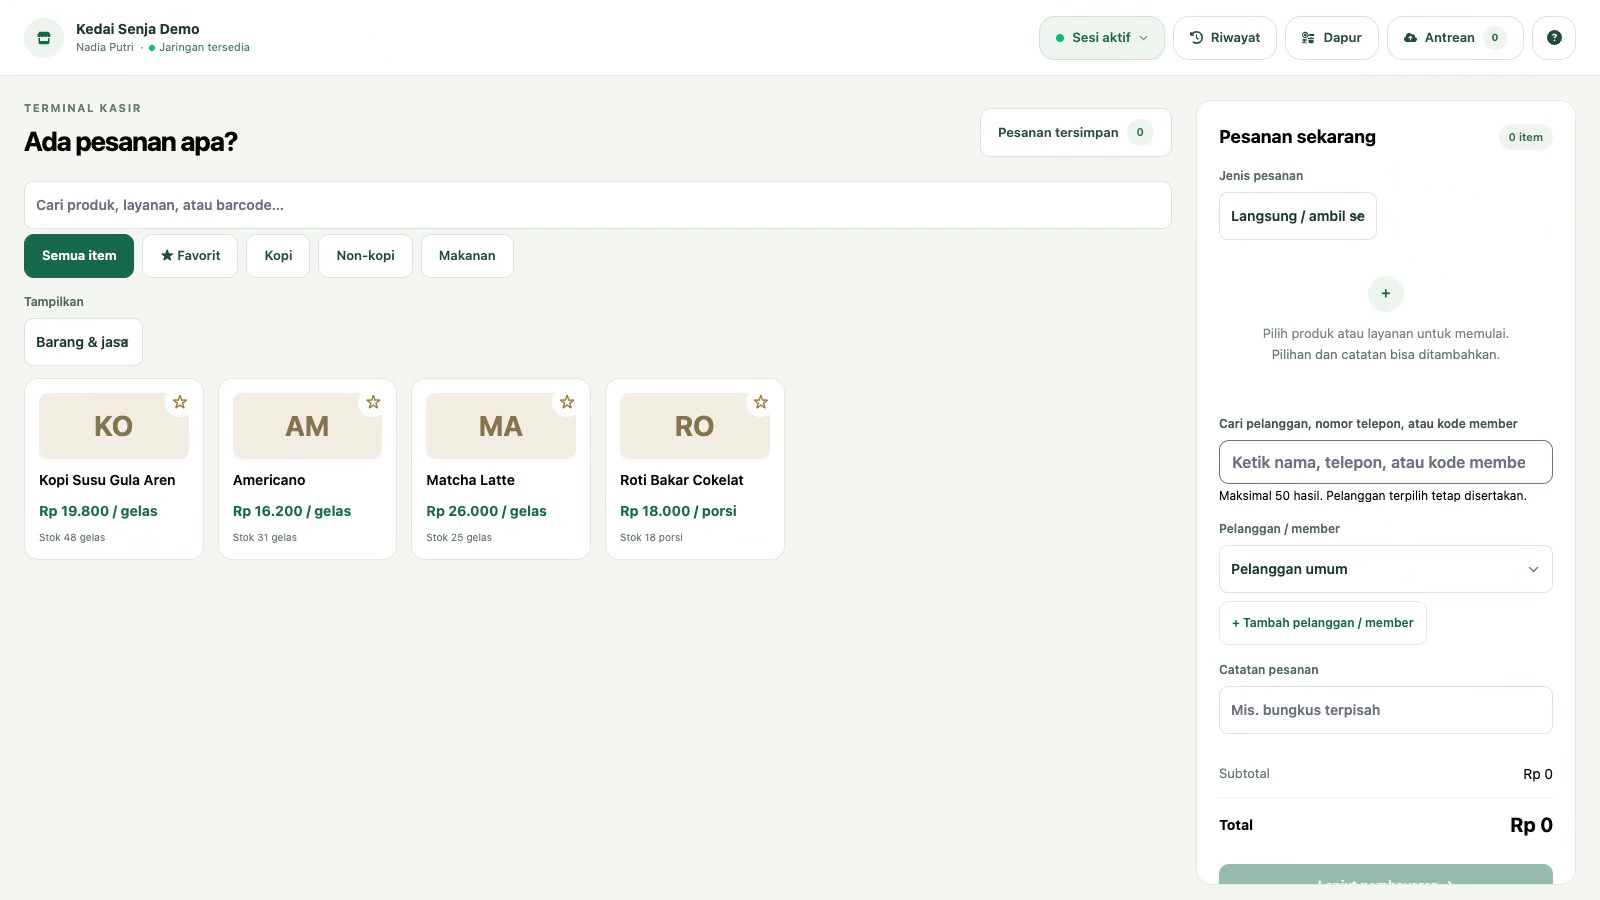 Kedai Senja Demo
Nadia Putri · Jaringan tersedia
Sesi aktif
Riwayat
Dapur
Antrean 0
?
TERMINAL KASIR
Ada pesanan apa?
Pesanan tersimpan 0
Cari produk, layanan, atau barcode...
Semua item
Favorit
Kopi
Non-kopi
Makanan
Tampilkan
Barang & jasa
KO
Kopi Susu Gula Aren
Rp 19.800 / gelas
Stok 48 gelas
AM
Americano
Rp 16.200 / gelas
Stok 31 gelas
MA
Matcha Latte
Rp 26.000 / gelas
Stok 25 gelas
RO
Roti Bakar Cokelat
Rp 18.000 / porsi
Stok 18 porsi
Pesanan sekarang
0 item
Jenis pesanan
Langsung / ambil se
+
Pilih produk atau layanan untuk memulai.
Pilihan dan catatan bisa ditambahkan.
Cari pelanggan, nomor telepon, atau kode member
Ketik nama, telepon, atau kode membe
Maksimal 50 hasil. Pelanggan terpilih tetap disertakan.
Pelanggan / member
Pelanggan umum
+ Tambah pelanggan / member
Catatan pesanan
Mis. bungkus terpisah
Subtotal Rp 0
Total Rp 0